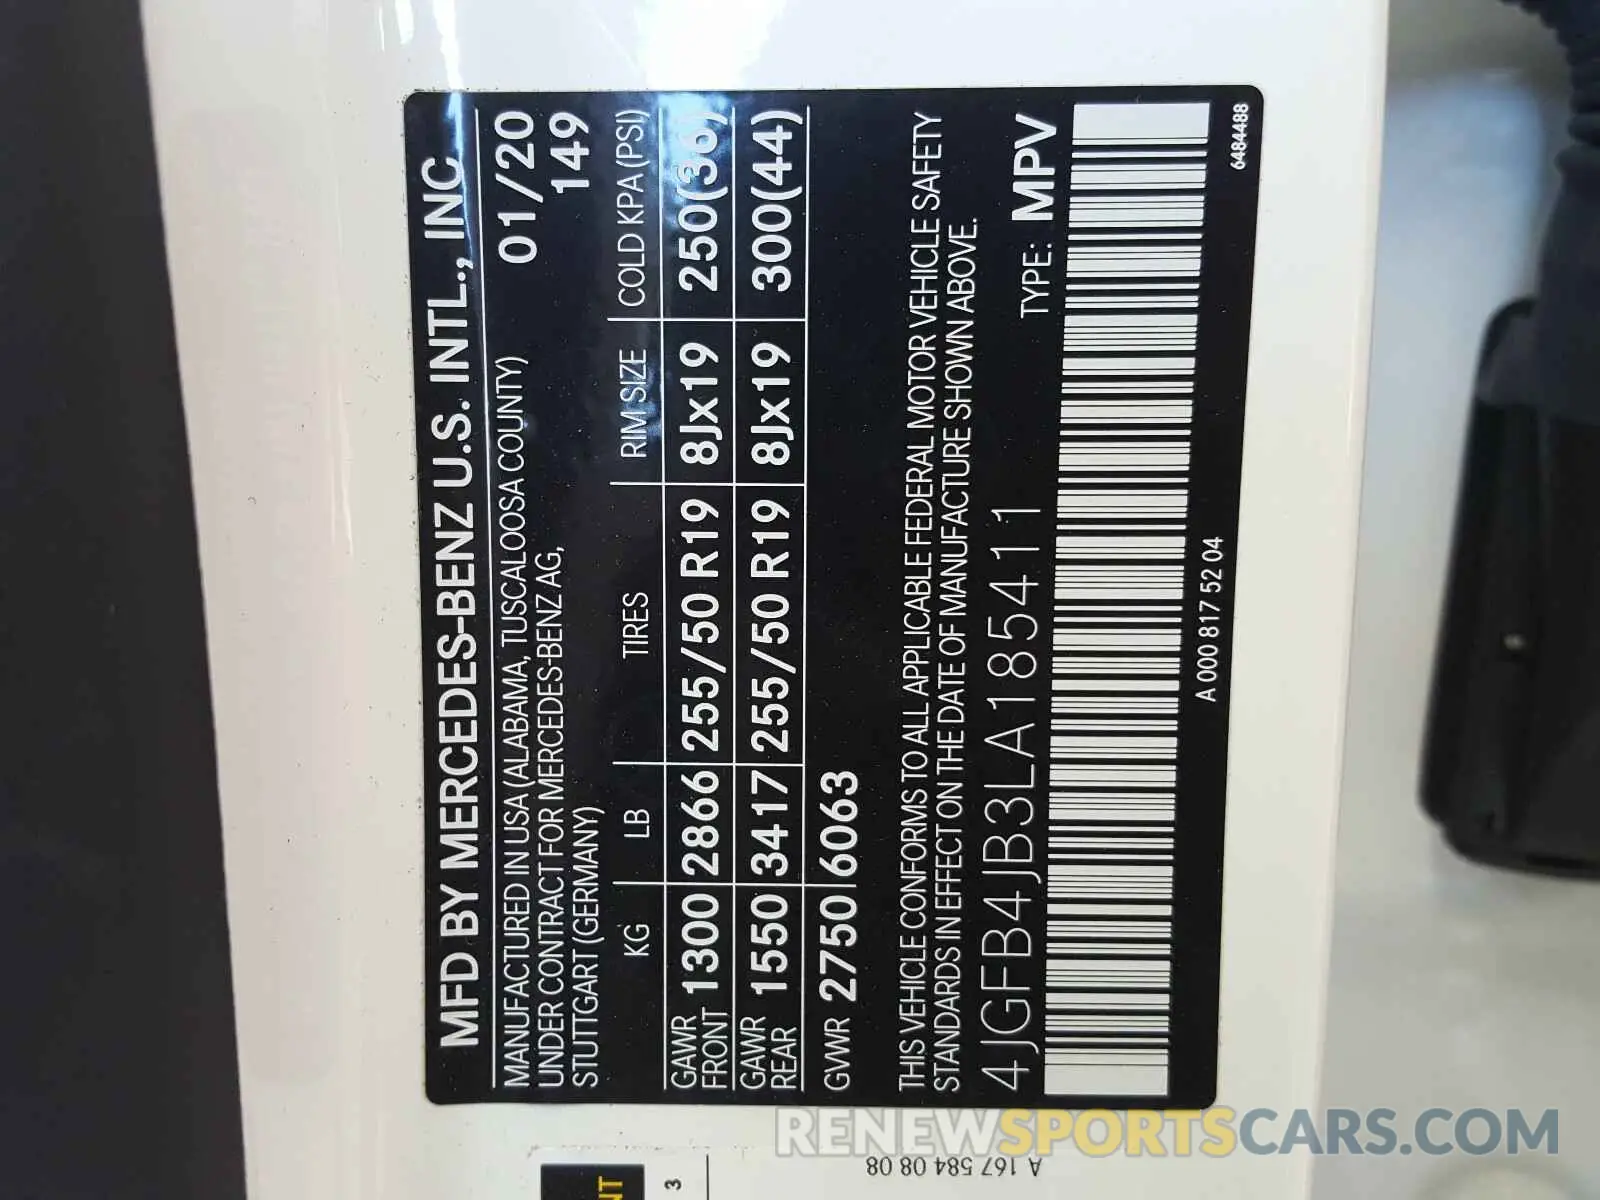 MFD BY MERCEDES-BENZ U.S. INTL., INC
MANUFACTURED IN USA (ALABAMA, TUSCALOOSA COUNTY) 01/20
UNDER CONTRACT FOR MERCEDES-BENZ AG, 149
STUTTGART (GERMANY)
KG LB TIRES RIM SIZE COLD KPA (PSI)
GAWR FRONT 1300 2866 255/50 R19 8Jx19 250(36)
GAWR REAR 1550 3417 255/50 R19 8Jx19 300(44)
GVWR 2750 6063
THIS VEHICLE CONFORMS TO ALL APPLICABLE FEDERAL MOTOR VEHICLE SAFETY
STANDARDS IN EFFECT ON THE DATE OF MANUFACTURE SHOWN ABOVE.
4JGFB4JB3LA185411 TYPE: MPV
A 000 817 52 04 6484488
A 167 584 08 08
3
RENEWSPORTSCARS.COM